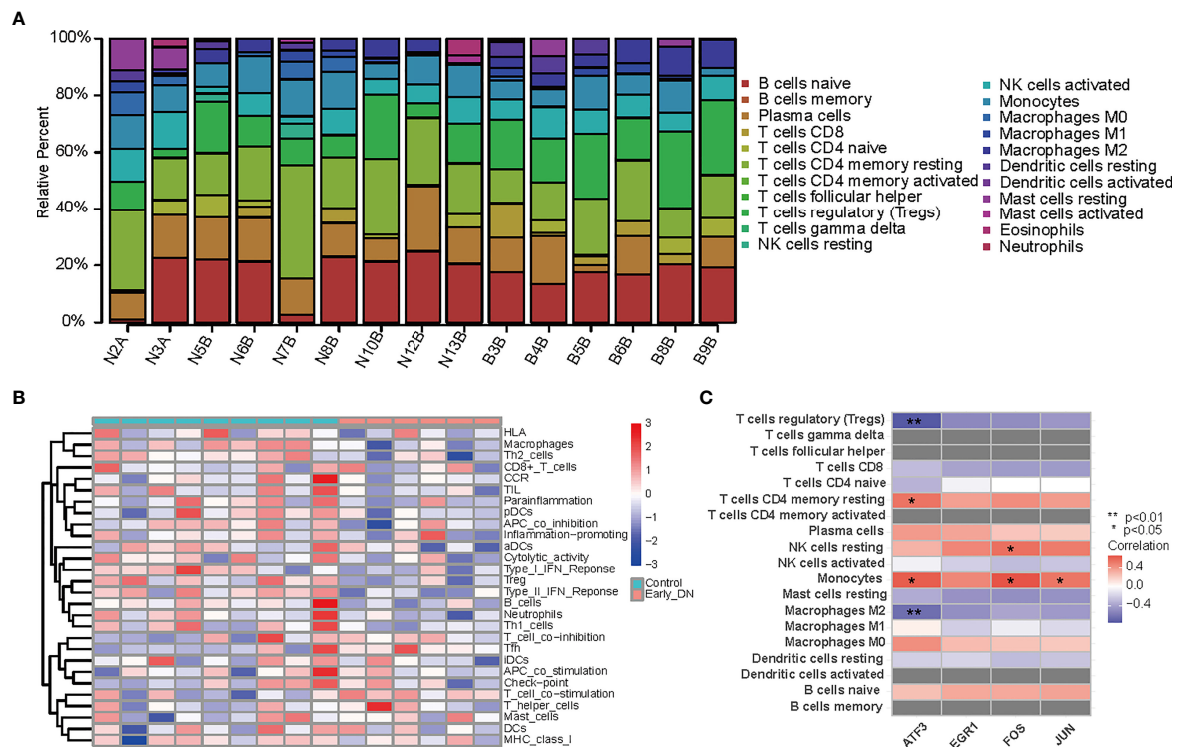 A
Relative Percent
100%
80%
60%
40%
20%
0%
N2A
N3A
N5B
N6B
N7B
N8B
N10B
N12B
N13B
B3B
B4B
B5B
B6B
B8B
B9B
B cells naive
B cells memory
Plasma cells
T cells CD8
T cells CD4 naive
T cells CD4 memory resting
T cells CD4 memory activated
T cells follicular helper
T cells regulatory (Tregs)
T cells gamma delta
NK cells resting
NK cells activated
Monocytes
Macrophages M0
Macrophages M1
Macrophages M2
Dendritic cells resting
Dendritic cells activated
Mast cells resting
Mast cells activated
Eosinophils
Neutrophils
B
HLA
Macrophages
Th2_cells
CD8+_T_cells
CCR
TIL
Parainflammation
pDCs
APC_co_inhibition
Inflammation-promoting
aDCs
Cytolytic_activity
Type_I_IFN_Reponse
Treg
Type_II_IFN_Reponse
B_cells
Neutrophils
Th1_cells
T_cell_co-inhibition
Tfh
iDCs
APC_co_stimulation
Check-point
T_cell_co-stimulation
T_helper_cells
Mast_cells
DCs
MHC_class_I
3
2
1
0
−1
−2
−3
Control
Early_DN
C
T cells regulatory (Tregs)
T cells gamma delta
T cells follicular helper
T cells CD8
T cells CD4 naive
T cells CD4 memory resting
T cells CD4 memory activated
Plasma cells
NK cells resting
NK cells activated
Monocytes
Mast cells resting
Macrophages M2
Macrophages M1
Macrophages M0
Dendritic cells resting
Dendritic cells activated
B cells naive
B cells memory
**
*
*
* * *
**
ATF3
EGR1
FOS
JUN
** p<0.01
* p<0.05
Correlation
0.4
0.0
−0.4